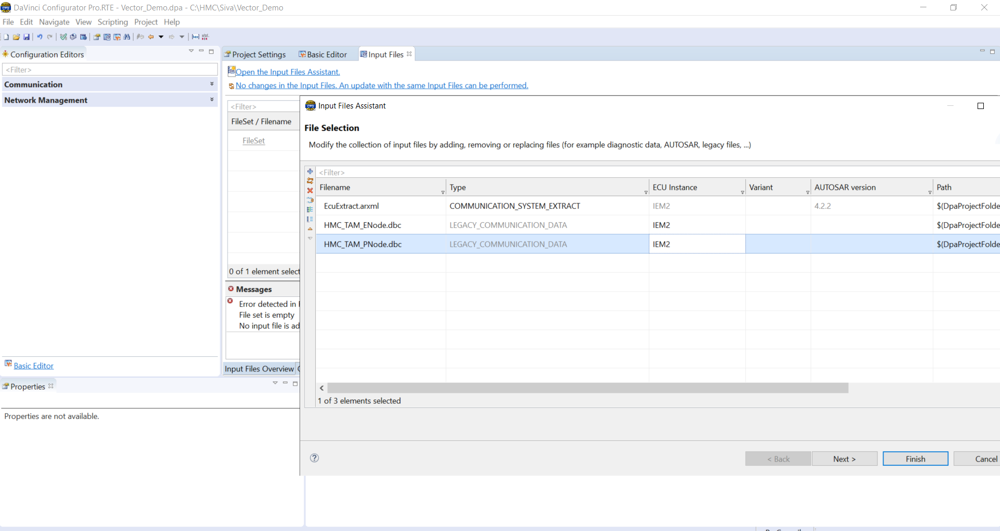 DaVinci Configurator Pro.RTE - Vector_Demo.dpa - C:\HMC\Siva\Vector_Demo
File Edit Navigate View Scripting Project Help
Configuration Editors
<Filter>
Communication
Network Management
Basic Editor
Properties
Properties are not available.
Project Settings Basic Editor Input Files
Open the Input Files Assistant.
No changes in the Input Files. An update with the same Input Files can be performed.
<Filter>
FileSet / Filename
FileSet
0 of 1 element select
Messages
Error detected in
File set is empty
No input file is ad
Input Files Overview
Input Files Assistant
File Selection
Modify the collection of input files by adding, removing or replacing files (for example diagnostic data, AUTOSAR, legacy files, ...)
<Filter>
Filename Type ECU Instance Variant AUTOSAR version Path
EcuExtract.arxml COMMUNICATION_SYSTEM_EXTRACT IEM2 4.2.2 $(DpaProjectFolde
HMC_TAM_ENode.dbc LEGACY_COMMUNICATION_DATA IEM2 $(DpaProjectFolde
HMC_TAM_PNode.dbc LEGACY_COMMUNICATION_DATA IEM2 $(DpaProjectFolde
1 of 3 elements selected
< Back Next > Finish Cancel